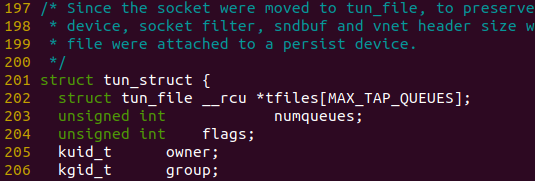 197 /* Since the socket were moved to tun_file, to preserve
198  * device, socket filter, sndbuf and vnet header size w
199  * file were attached to a persist device.
200  */
201 struct tun_struct {
202   struct tun_file __rcu *tfiles[MAX_TAP_QUEUES];
203   unsigned int            numqueues;
204   unsigned int     flags;
205   kuid_t       owner;
206   kgid_t       group;